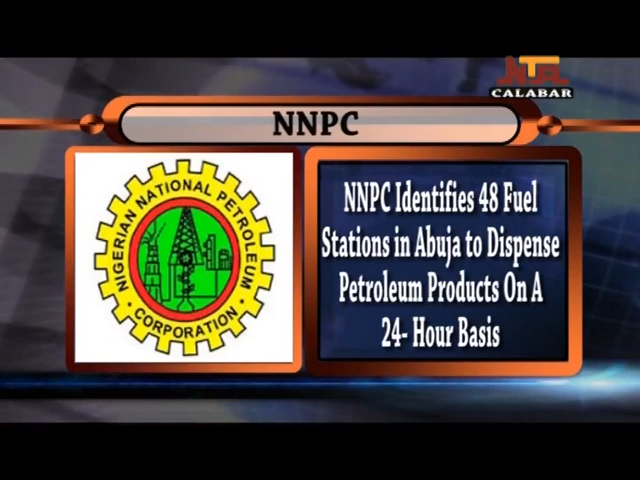 NTA
CALABAR
NNPC
NIGERIAN NATIONAL PETROLEUM
• CORPORATION •
NNPC Identifies 48 Fuel
Stations in Abuja to Dispense
Petroleum Products On A
24- Hour Basis